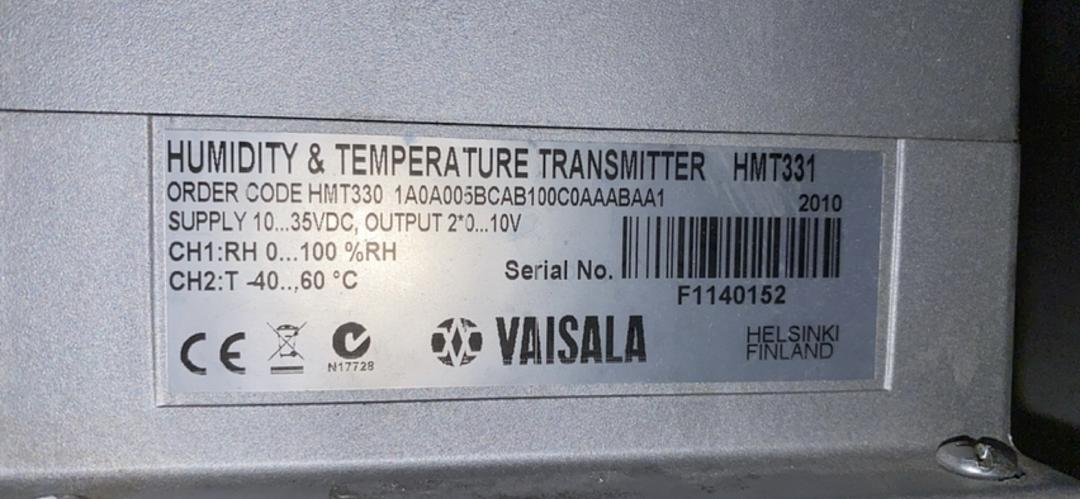 HUMIDITY & TEMPERATURE TRANSMITTER HMT331
ORDER CODE HMT330 1A0A005BCAB100C0AAABAA1
2010
SUPPLY 10...35VDC, OUTPUT 2*0...10V
CH1:RH 0...100 %RH
Serial No.
CH2:T -40...60 °C
F1140152
CE
N17728
VAISALA
HELSINKI
FINLAND